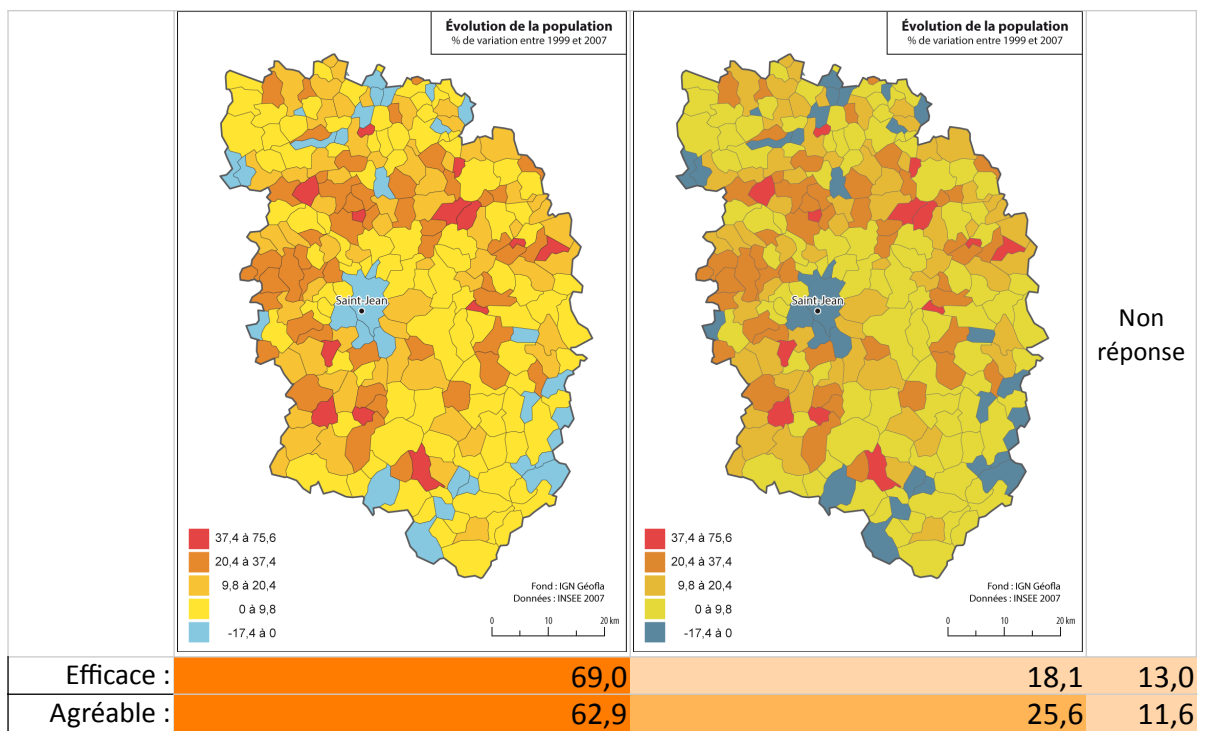 Évolution de la population
% de variation entre 1999 et 2007
Saint-Jean
37,4 à 75,6
20,4 à 37,4
9,8 à 20,4
0 à 9,8
-17,4 à 0
Fond : IGN Géofla
Données : INSEE 2007
0 10 20 km
Évolution de la population
% de variation entre 1999 et 2007
Saint-Jean
37,4 à 75,6
20,4 à 37,4
9,8 à 20,4
0 à 9,8
-17,4 à 0
Fond : IGN Géofla
Données : INSEE 2007
0 10 20 km
Non
réponse
Efficace : 69,0 18,1 13,0
Agréable : 62,9 25,6 11,6